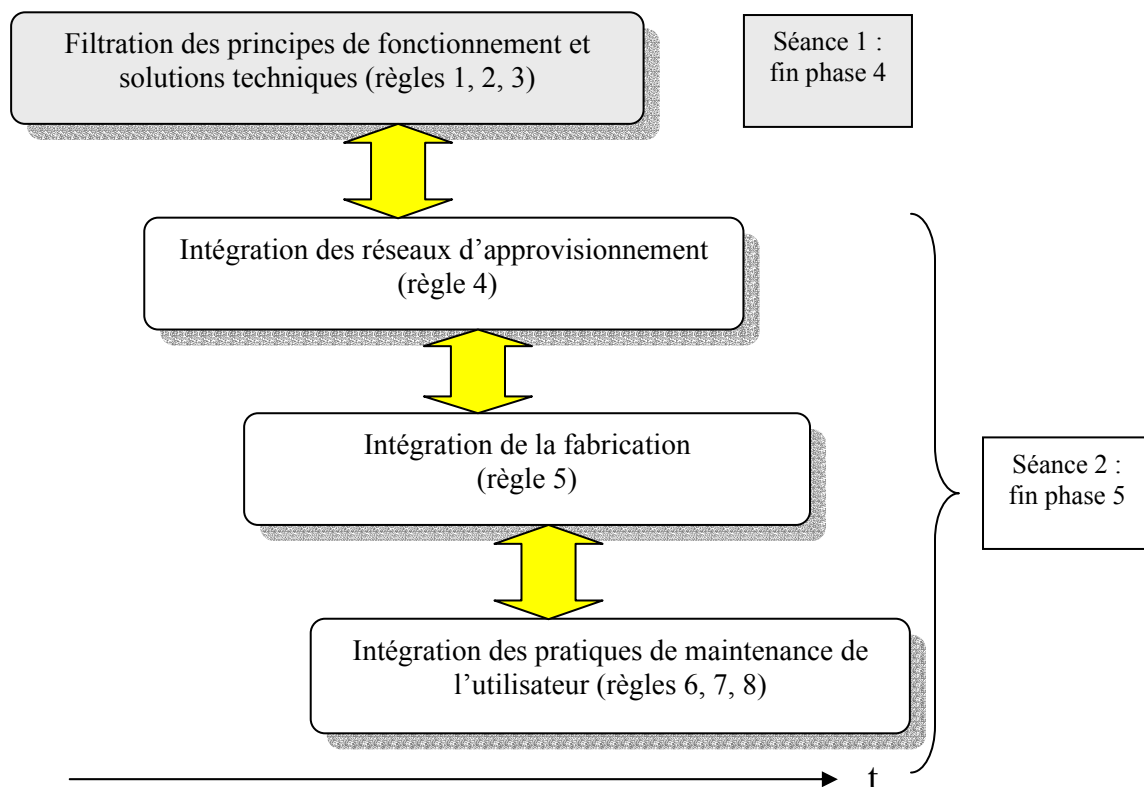 Filtration des principes de fonctionnement et
solutions techniques (règles 1, 2, 3)
Séance 1 :
fin phase 4
Intégration des réseaux d’approvisionnement
(règle 4)
Intégration de la fabrication
(règle 5)
Séance 2 :
fin phase 5
Intégration des pratiques de maintenance de
l’utilisateur (règles 6, 7, 8)
t